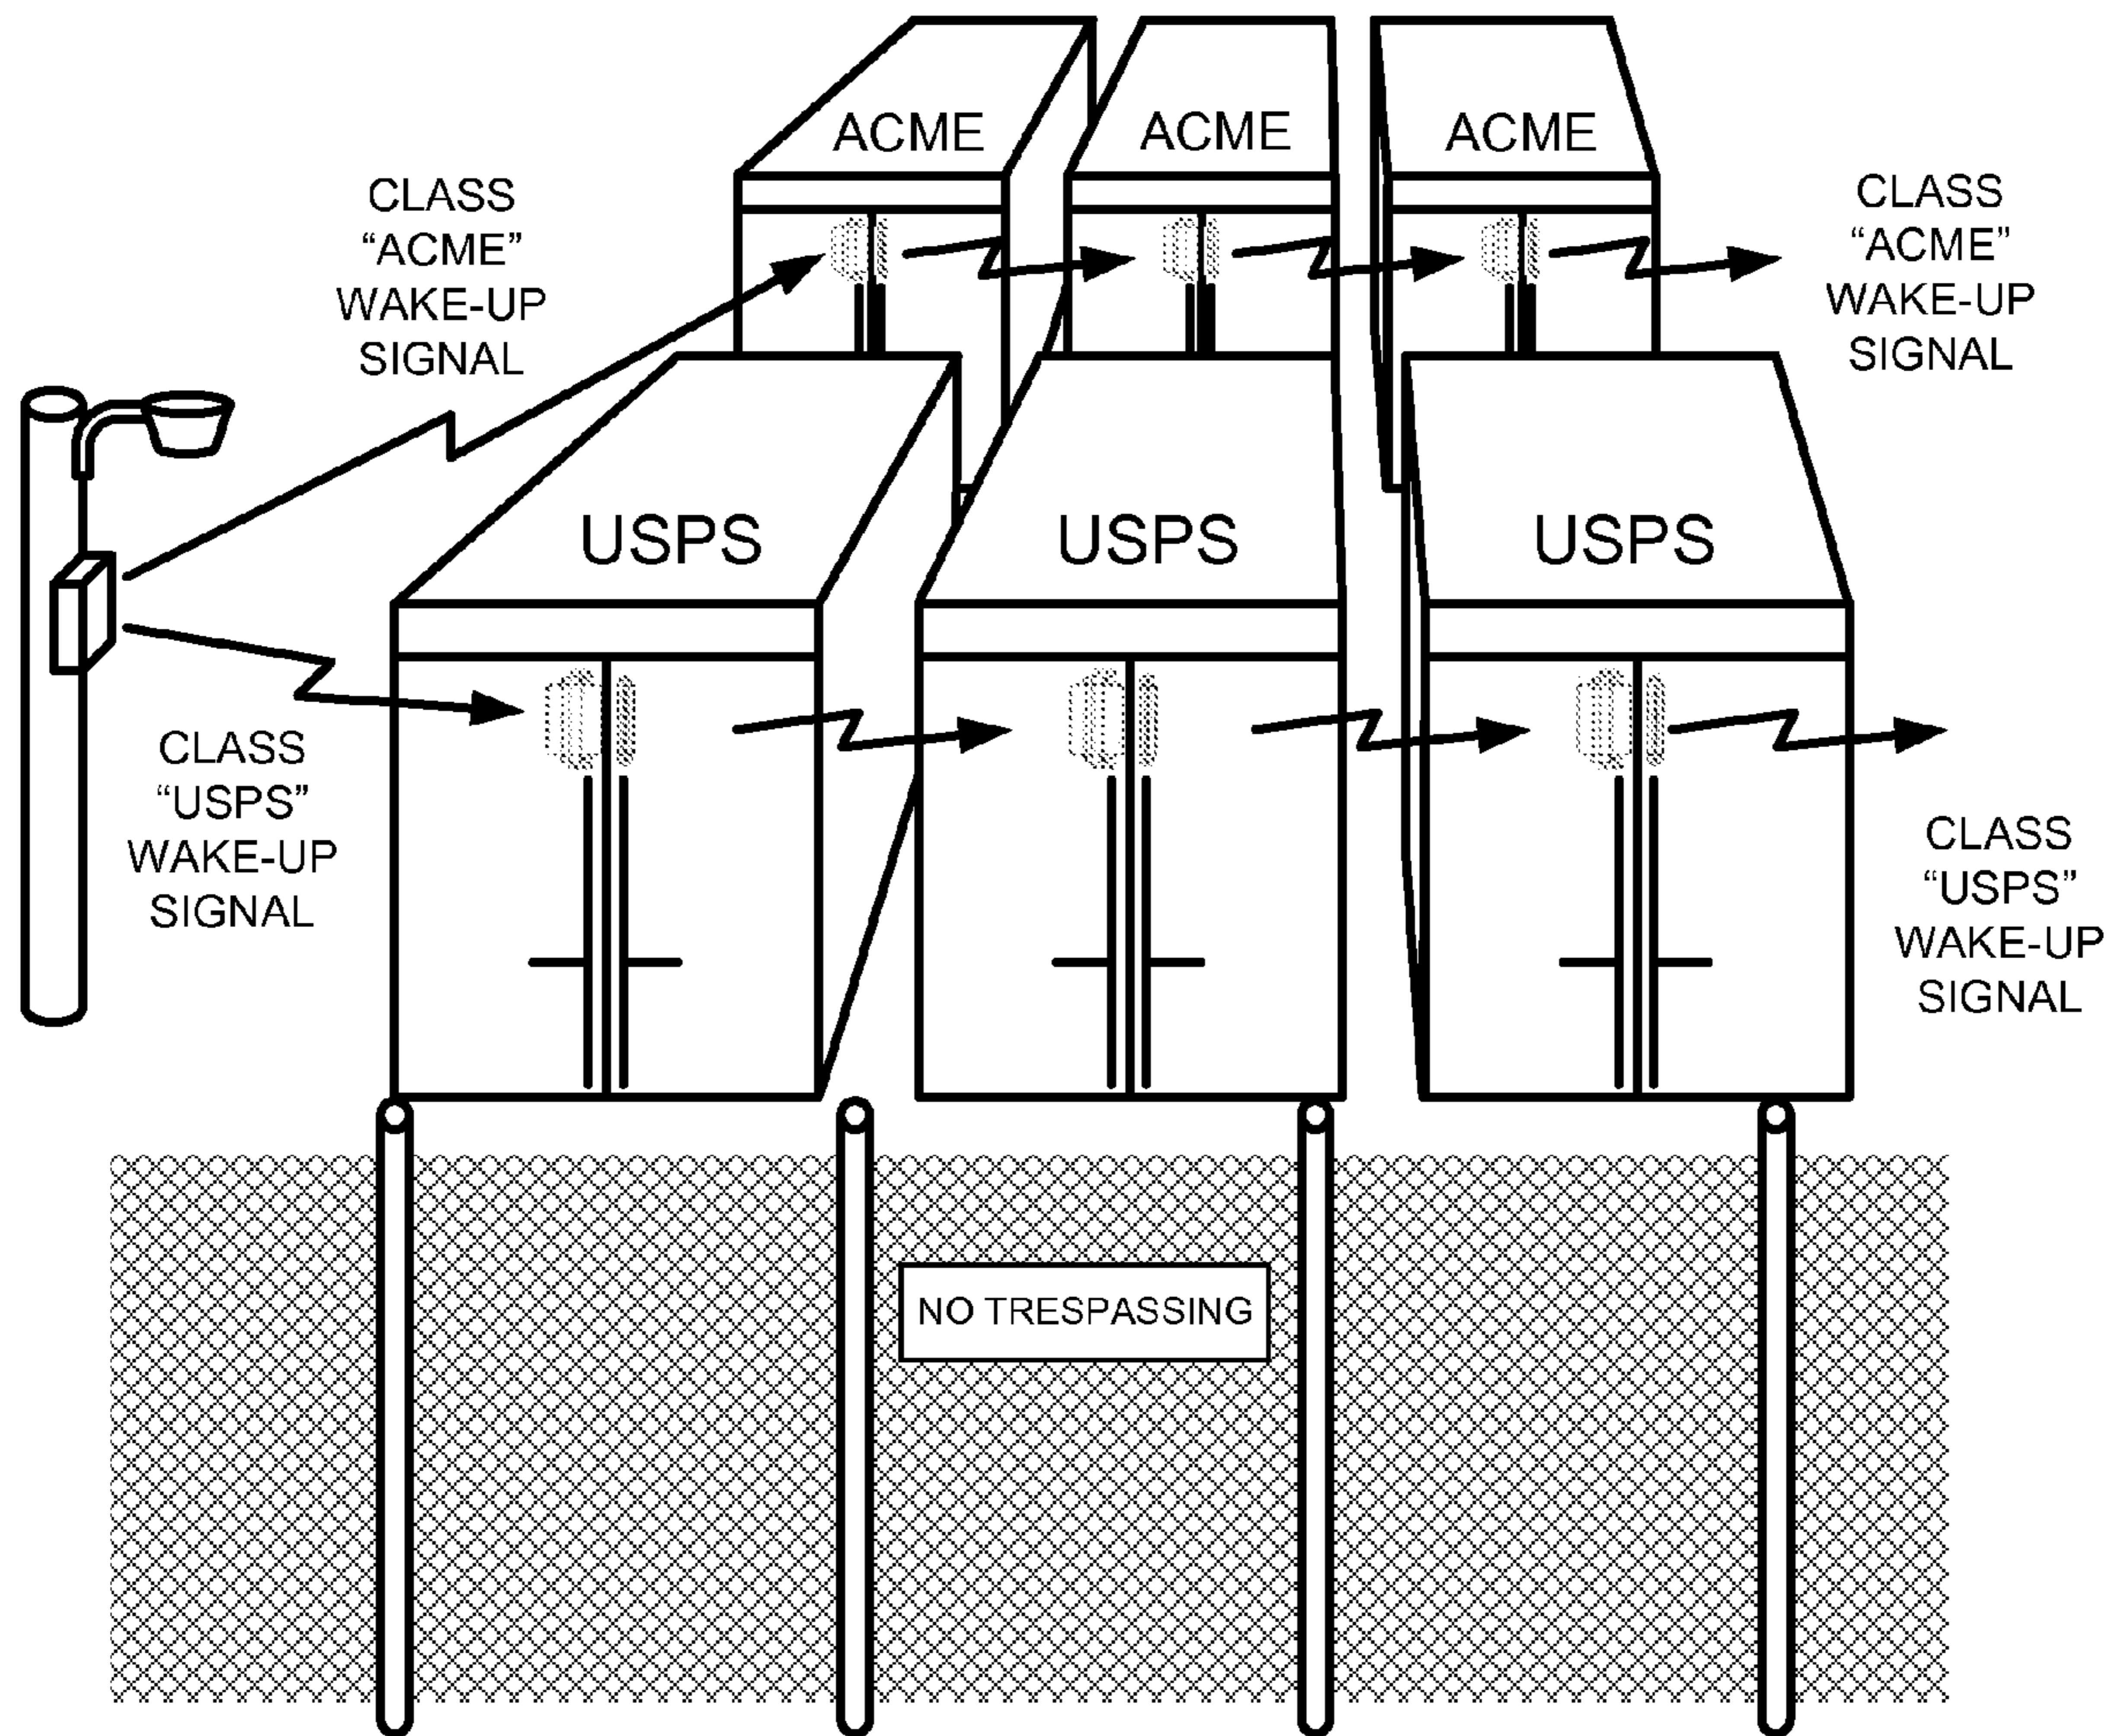 ACME
ACME
ACME
CLASS
“ACME”
WAKE-UP
SIGNAL
CLASS
“ACME”
WAKE-UP
SIGNAL
USPS
USPS
USPS
CLASS
“USPS”
WAKE-UP
SIGNAL
CLASS
“USPS”
WAKE-UP
SIGNAL
NO TRESPASSING